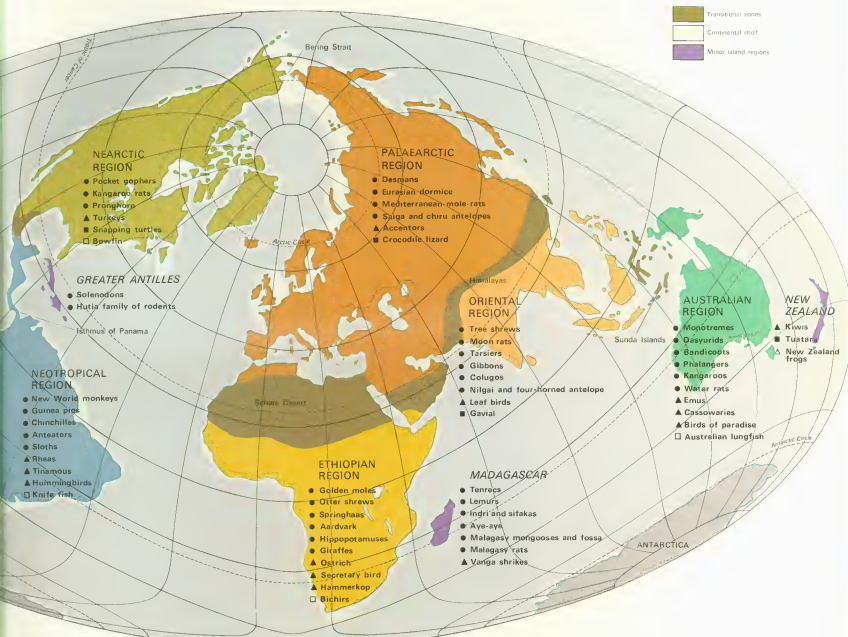 Transitional zones
Continental shelf
Minor island regions
Tropic of Cancer
Bering Strait
NEARCTIC
REGION
● Pocket gophers
● Kangaroo rats
● Pronghorn
▲ Turkeys
■ Snapping turtles
□ Bowfin
PALAEARCTIC
REGION
● Desmans
● Eurasian dormice
● Mediterranean mole-rats
● Saiga and chiru antelopes
▲ Accentors
■ Crocodile lizard
Arctic Circle
GREATER ANTILLES
● Solenodons
● Hutia family of rodents
Isthmus of Panama
Himalayas
ORIENTAL
REGION
● Tree shrews
● Moon rats
● Tarsiers
● Gibbons
● Colugos
● Nilgai and four-horned antelope
▲ Leaf birds
■ Gavial
Sunda Islands
AUSTRALIAN
REGION
● Monotremes
● Dasyurids
● Bandicoots
● Phalangers
● Kangaroos
● Water rats
▲ Emus
▲ Cassowaries
▲ Birds of paradise
□ Australian lungfish
NEW
ZEALAND
▲ Kiwis
■ Tuatara
△ New Zealand
frogs
NEOTROPICAL
REGION
● New World monkeys
● Guinea pigs
● Chinchillas
● Anteaters
● Sloths
▲ Rheas
▲ Tinamous
▲ Hummingbirds
□ Knife fish
Sahara Desert
ETHIOPIAN
REGION
● Golden moles
● Otter shrews
● Springhaas
● Aardvark
● Hippopotamuses
● Giraffes
▲ Ostrich
▲ Secretary bird
▲ Hammerkop
□ Bichirs
MADAGASCAR
● Tenrecs
● Lemurs
● Indri and sifakas
● Aye-aye
● Malagasy mongooses and fossa
● Malagasy rats
▲ Vanga shrikes
Antarctic Circle
ANTARCTICA